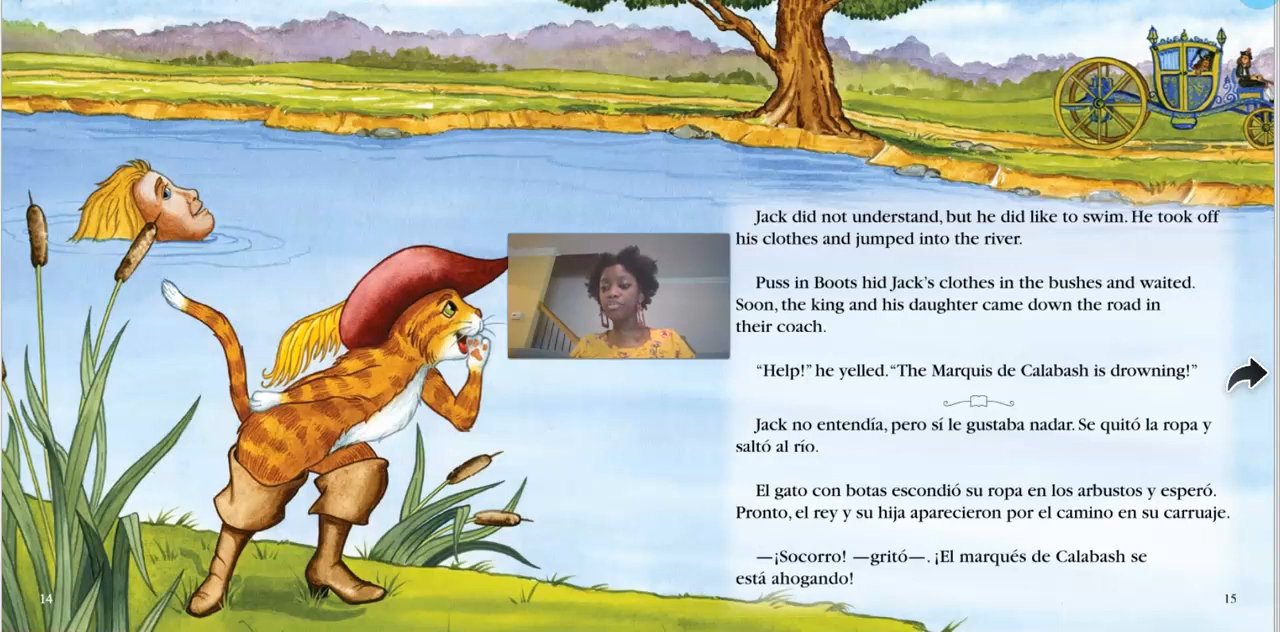 Jack did not understand, but he did like to swim. He took off
his clothes and jumped into the river.
Puss in Boots hid Jack's clothes in the bushes and waited.
Soon, the king and his daughter came down the road in
their coach.
“Help!” he yelled. “The Marquis de Calabash is drowning!”
Jack no entendía, pero sí le gustaba nadar. Se quitó la ropa y
saltó al río.
El gato con botas escondió su ropa en los arbustos y esperó.
Pronto, el rey y su hija aparecieron por el camino en su carruaje.
—¡Socorro! —gritó—. ¡El marqués de Calabash se
está ahogando!
14
15